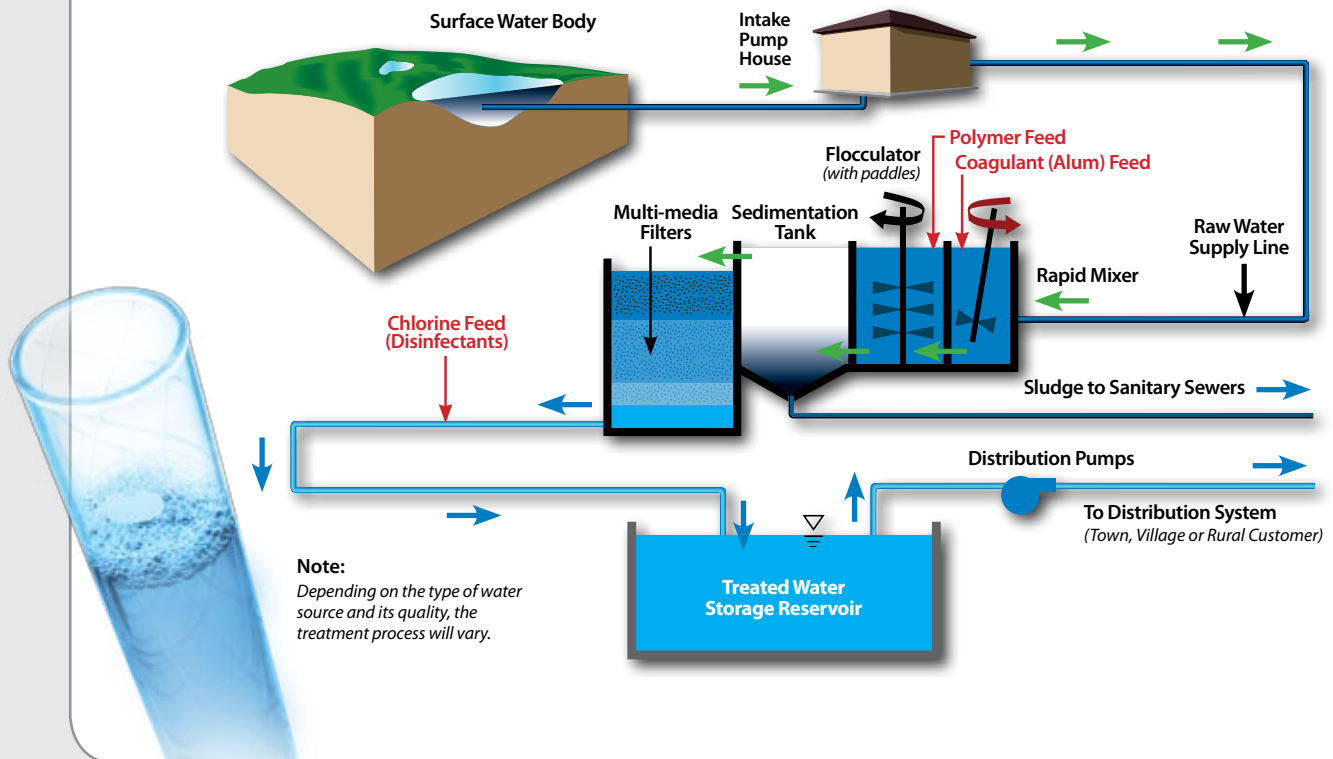 Surface Water Body
Intake
Pump
House
Polymer Feed
Coagulant (Alum) Feed
Flocculator
(with paddles)
Multi-media
Filters
Sedimentation
Tank
Raw Water
Supply Line
Rapid Mixer
Chlorine Feed
(Disinfectants)
Sludge to Sanitary Sewers
Distribution Pumps
To Distribution System
(Town, Village or Rural Customer)
Note:
Depending on the type of water
source and its quality, the
treatment process will vary.
Treated Water
Storage Reservoir